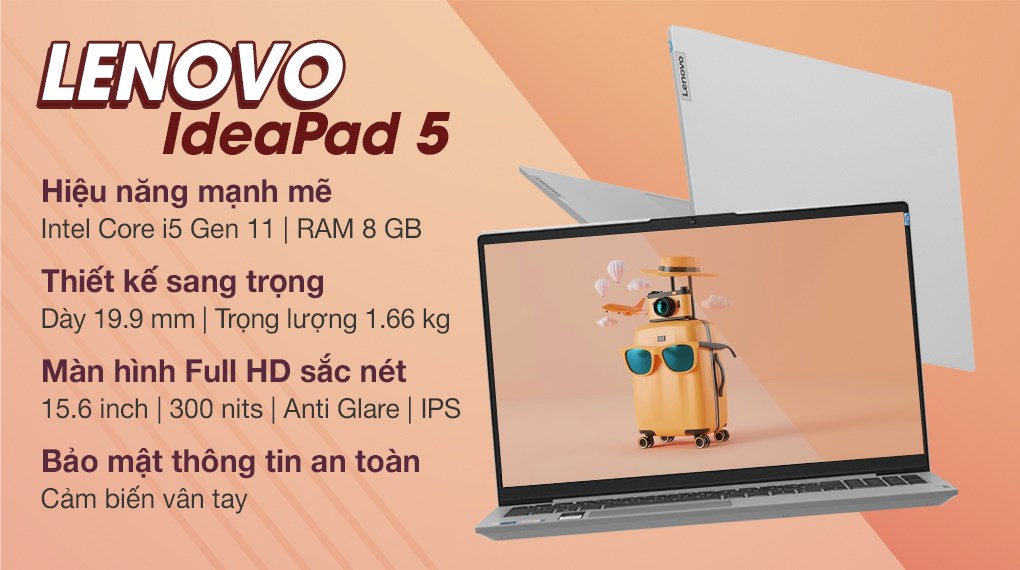 LENOVO
IdeaPad 5
Hiệu năng mạnh mẽ
Intel Core i5 Gen 11 | RAM 8 GB
Thiết kế sang trọng
Dày 19.9 mm | Trọng lượng 1.66 kg
Màn hình Full HD sắc nét
15.6 inch | 300 nits | Anti Glare | IPS
Bảo mật thông tin an toàn
Cảm biến vân tay
Lenovo
Lenovo